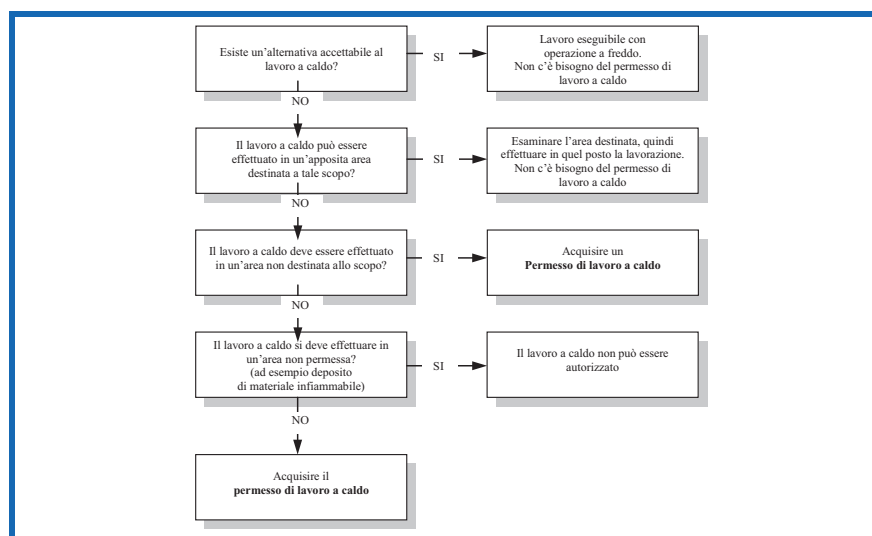 Esiste un'alternativa accettabile al
lavoro a caldo?
SI
Lavoro eseguibile con
operazione a freddo.
Non c'è bisogno del permesso di
lavoro a caldo
NO
Il lavoro a caldo può essere
effettuato in un'apposita area
destinata a tale scopo?
SI
Esaminare l'area destinata, quindi
effettuare in quel posto la lavorazione.
Non c'è bisogno del permesso di
lavoro a caldo
NO
Il lavoro a caldo deve essere effettuato
in un'area non destinata allo scopo?
SI
Acquisire un
Permesso di lavoro a caldo
NO
Il lavoro a caldo si deve effettuare in
un'area non permessa?
(ad esempio deposito
di materiale infiammabile)
SI
Il lavoro a caldo non può essere
autorizzato
NO
Acquisire il
permesso di lavoro a caldo